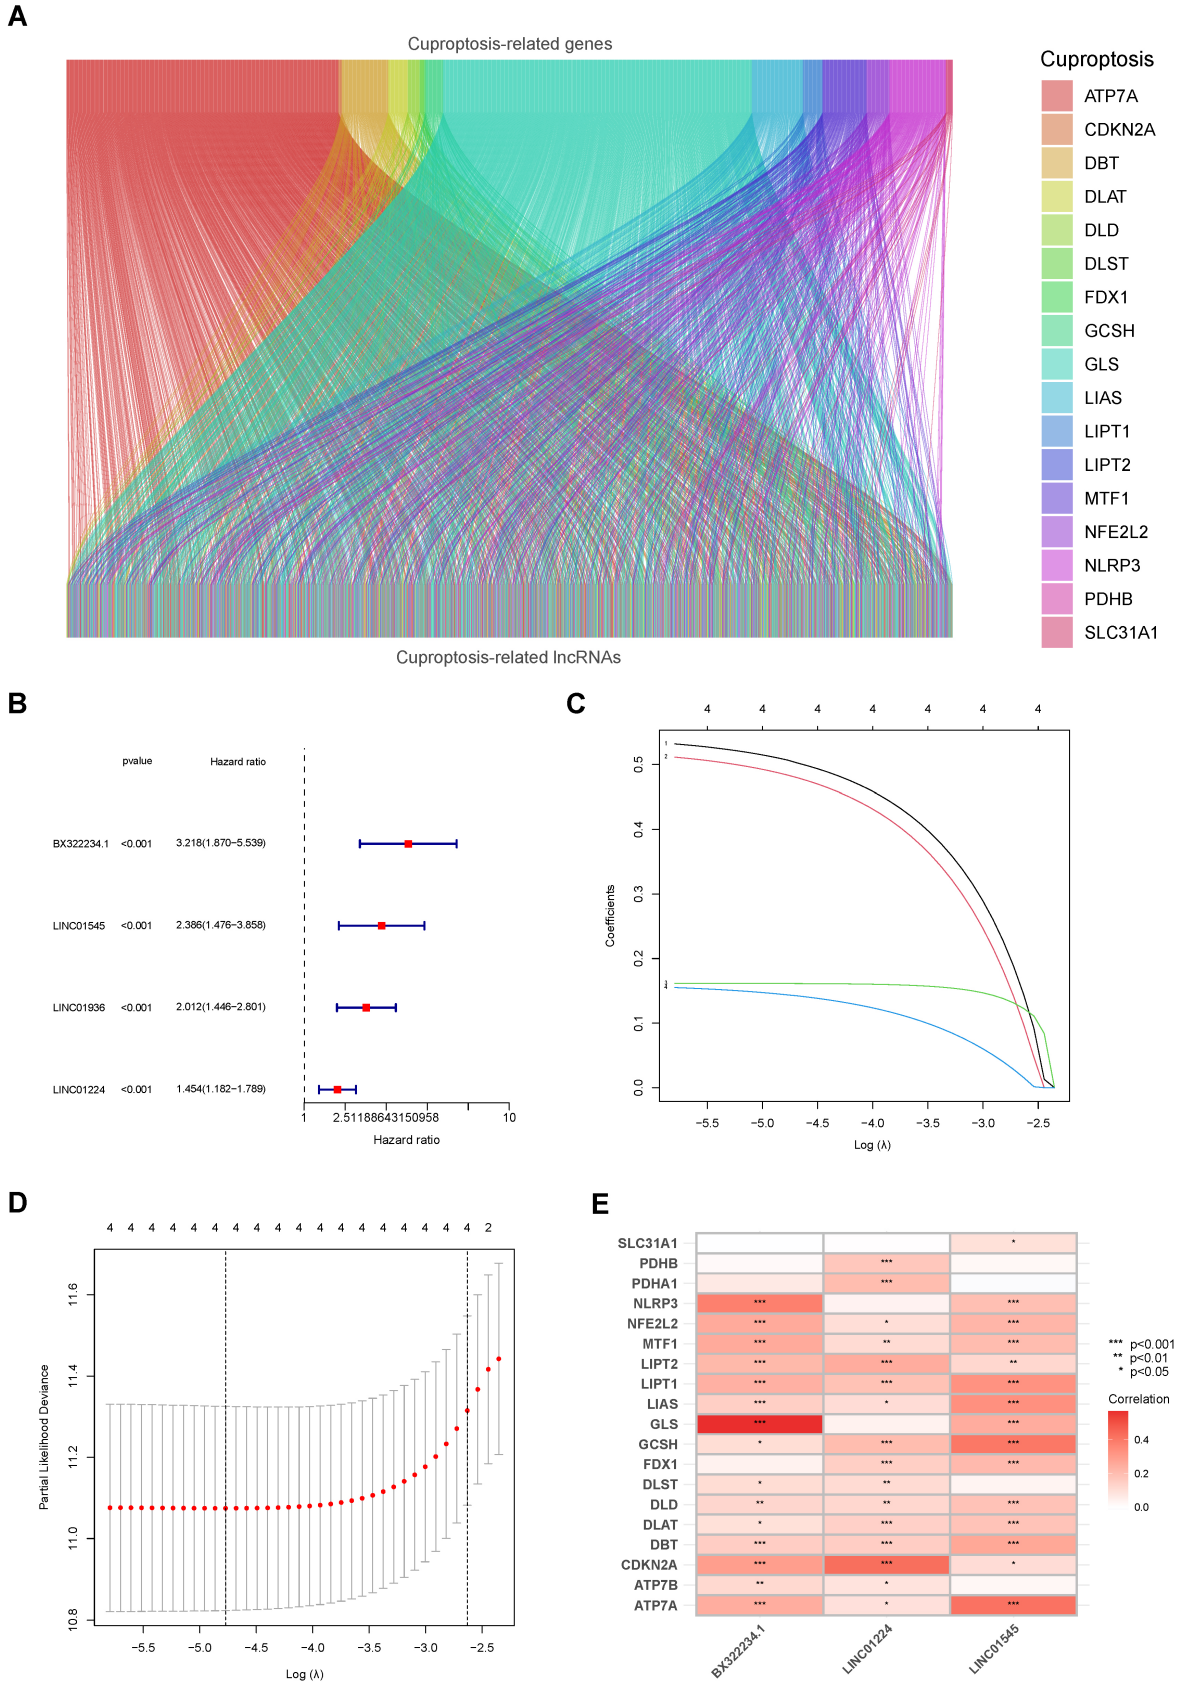 A
Cuproptosis-related genes
Cuproptosis-related lncRNAs
Cuproptosis
ATP7A
CDKN2A
DBT
DLAT
DLD
DLST
FDX1
GCSH
GLS
LIAS
LIPT1
LIPT2
MTF1
NFE2L2
NLRP3
PDHB
SLC31A1
B
pvalue Hazard ratio
BX322234.1 <0.001 3.218(1.870−5.539)
LINC01545 <0.001 2.386(1.476−3.858)
LINC01936 <0.001 2.012(1.446−2.801)
LINC01224 <0.001 1.454(1.182−1.789)
1 2.51188643150958 10
Hazard ratio
C
4 4 4 4 4 4 4
1
2
3
4
0.5
0.4
0.3
0.2
0.1
0.0
Coefficients
−5.5 −5.0 −4.5 −4.0 −3.5 −3.0 −2.5
Log (λ)
D
4 4 4 4 4 4 4 4 4 4 4 4 4 4 4 4 4 4 2
11.6
11.4
11.2
11.0
10.8
Partial Likelihood Deviance
−5.5 −5.0 −4.5 −4.0 −3.5 −3.0 −2.5
Log (λ)
E
SLC31A1 *
PDHB ***
PDHA1 ***
NLRP3 *** ***
NFE2L2 *** * ***
MTF1 *** ** ***
LIPT2 *** *** **
LIPT1 *** *** ***
LIAS *** * ***
GLS *** ***
GCSH * *** ***
FDX1 *** ***
DLST * **
DLD ** ** ***
DLAT * *** ***
DBT *** *** ***
CDKN2A *** *** *
ATP7B ** *
ATP7A *** * ***
BX322234.1
LINC01224
LINC01545
*** p<0.001
** p<0.01
* p<0.05
Correlation
0.4
0.2
0.0